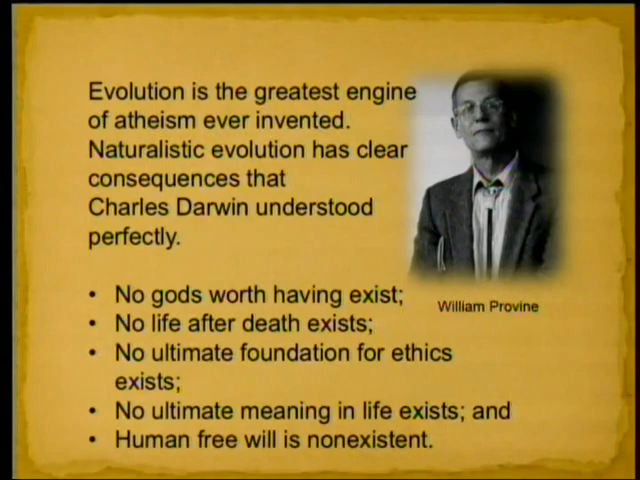 Evolution is the greatest engine
of atheism ever invented.
Naturalistic evolution has clear
consequences that
Charles Darwin understood
perfectly.
• No gods worth having exist;
• No life after death exists;
• No ultimate foundation for ethics
exists;
• No ultimate meaning in life exists; and
• Human free will is nonexistent.
William Provine